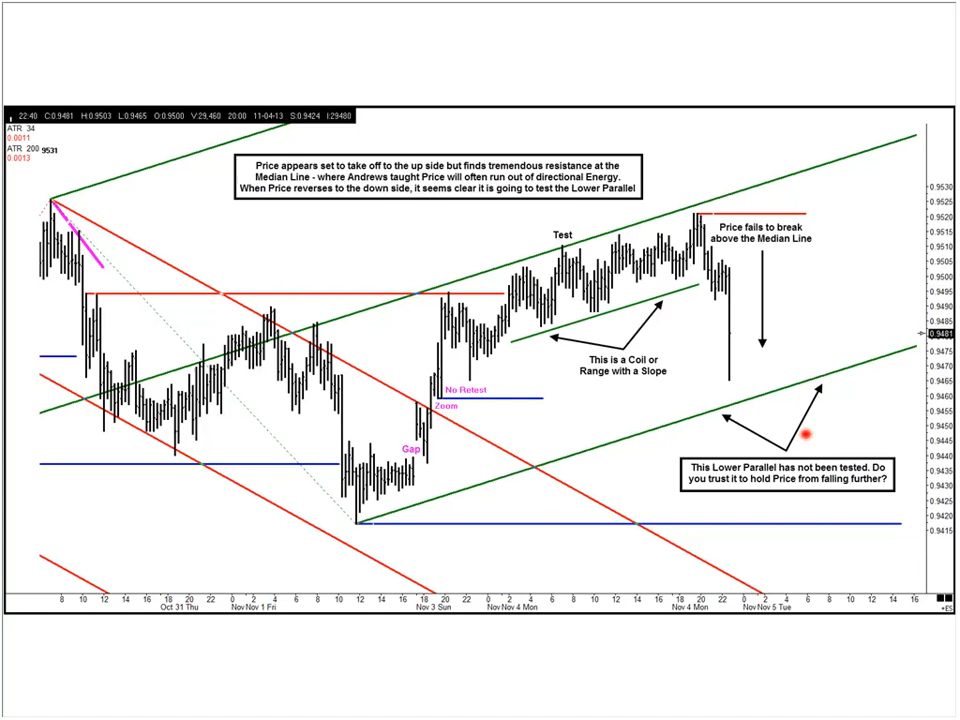 22:40 C:0.9481 H:0.9503 L:0.9465 O:0.9500 V:29,460 20:00 11-04-13 S:0.9424 I:29480
ATR 34
0.0011
ATR 200 9531
0.0013
Price appears set to take off to the up side but finds tremendous resistance at the
Median Line - where Andrews taught Price will often run out of directional Energy.
When Price reverses to the down side, it seems clear it is going to test the Lower Parallel
Test
Price fails to break
above the Median Line
This is a Coil or
Range with a Slope
No Retest
Zoom
Gap
This Lower Parallel has not been tested. Do
you trust it to hold Price from falling further?
0.9530
0.9525
0.9520
0.9515
0.9510
0.9505
0.9500
0.9495
0.9490
0.9485
0.9481
0.9475
0.9470
0.9465
0.9460
0.9455
0.9450
0.9445
0.9440
0.9435
0.9430
0.9425
0.9420
0.9415
8 10 12 14 16 18 20 22 0 2 4 6 8 10 12 14 16 18 20 22 0 2 4 6 8 10 12 14 16 18 20 22 0 2 4 6 8 10 12 14 16
Oct 31 Thu Nov Nov 1 Fri Nov 3 Sun Nov Nov 4 Mon Nov 4 Mon Nov Nov 5 Tue
+ES